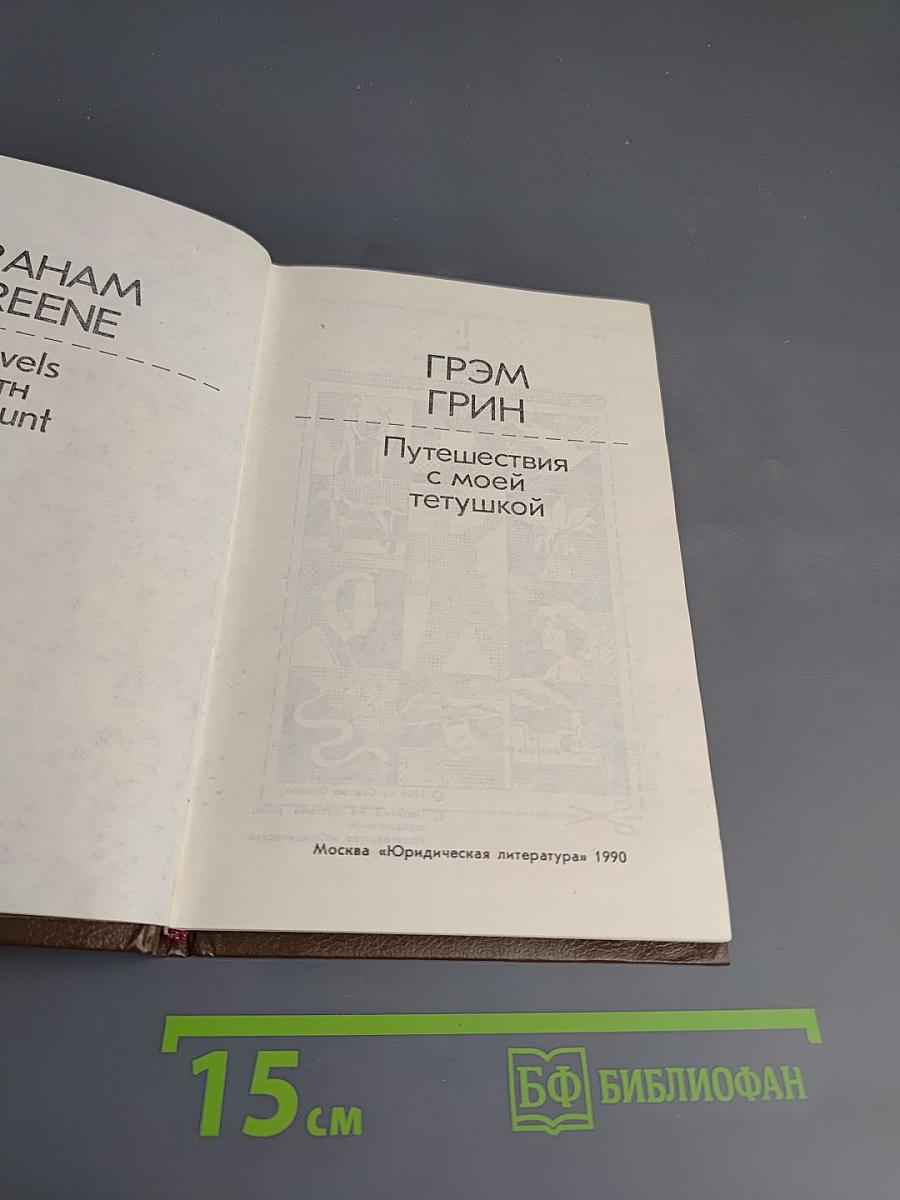 RAHAM
REENE
vels
TH
unt
ГРЭМ
ГРИН
Путешествия
с моей
тетушкой
Москва «Юридическая литература» 1990
15 см
БФ БИБЛИОФАН